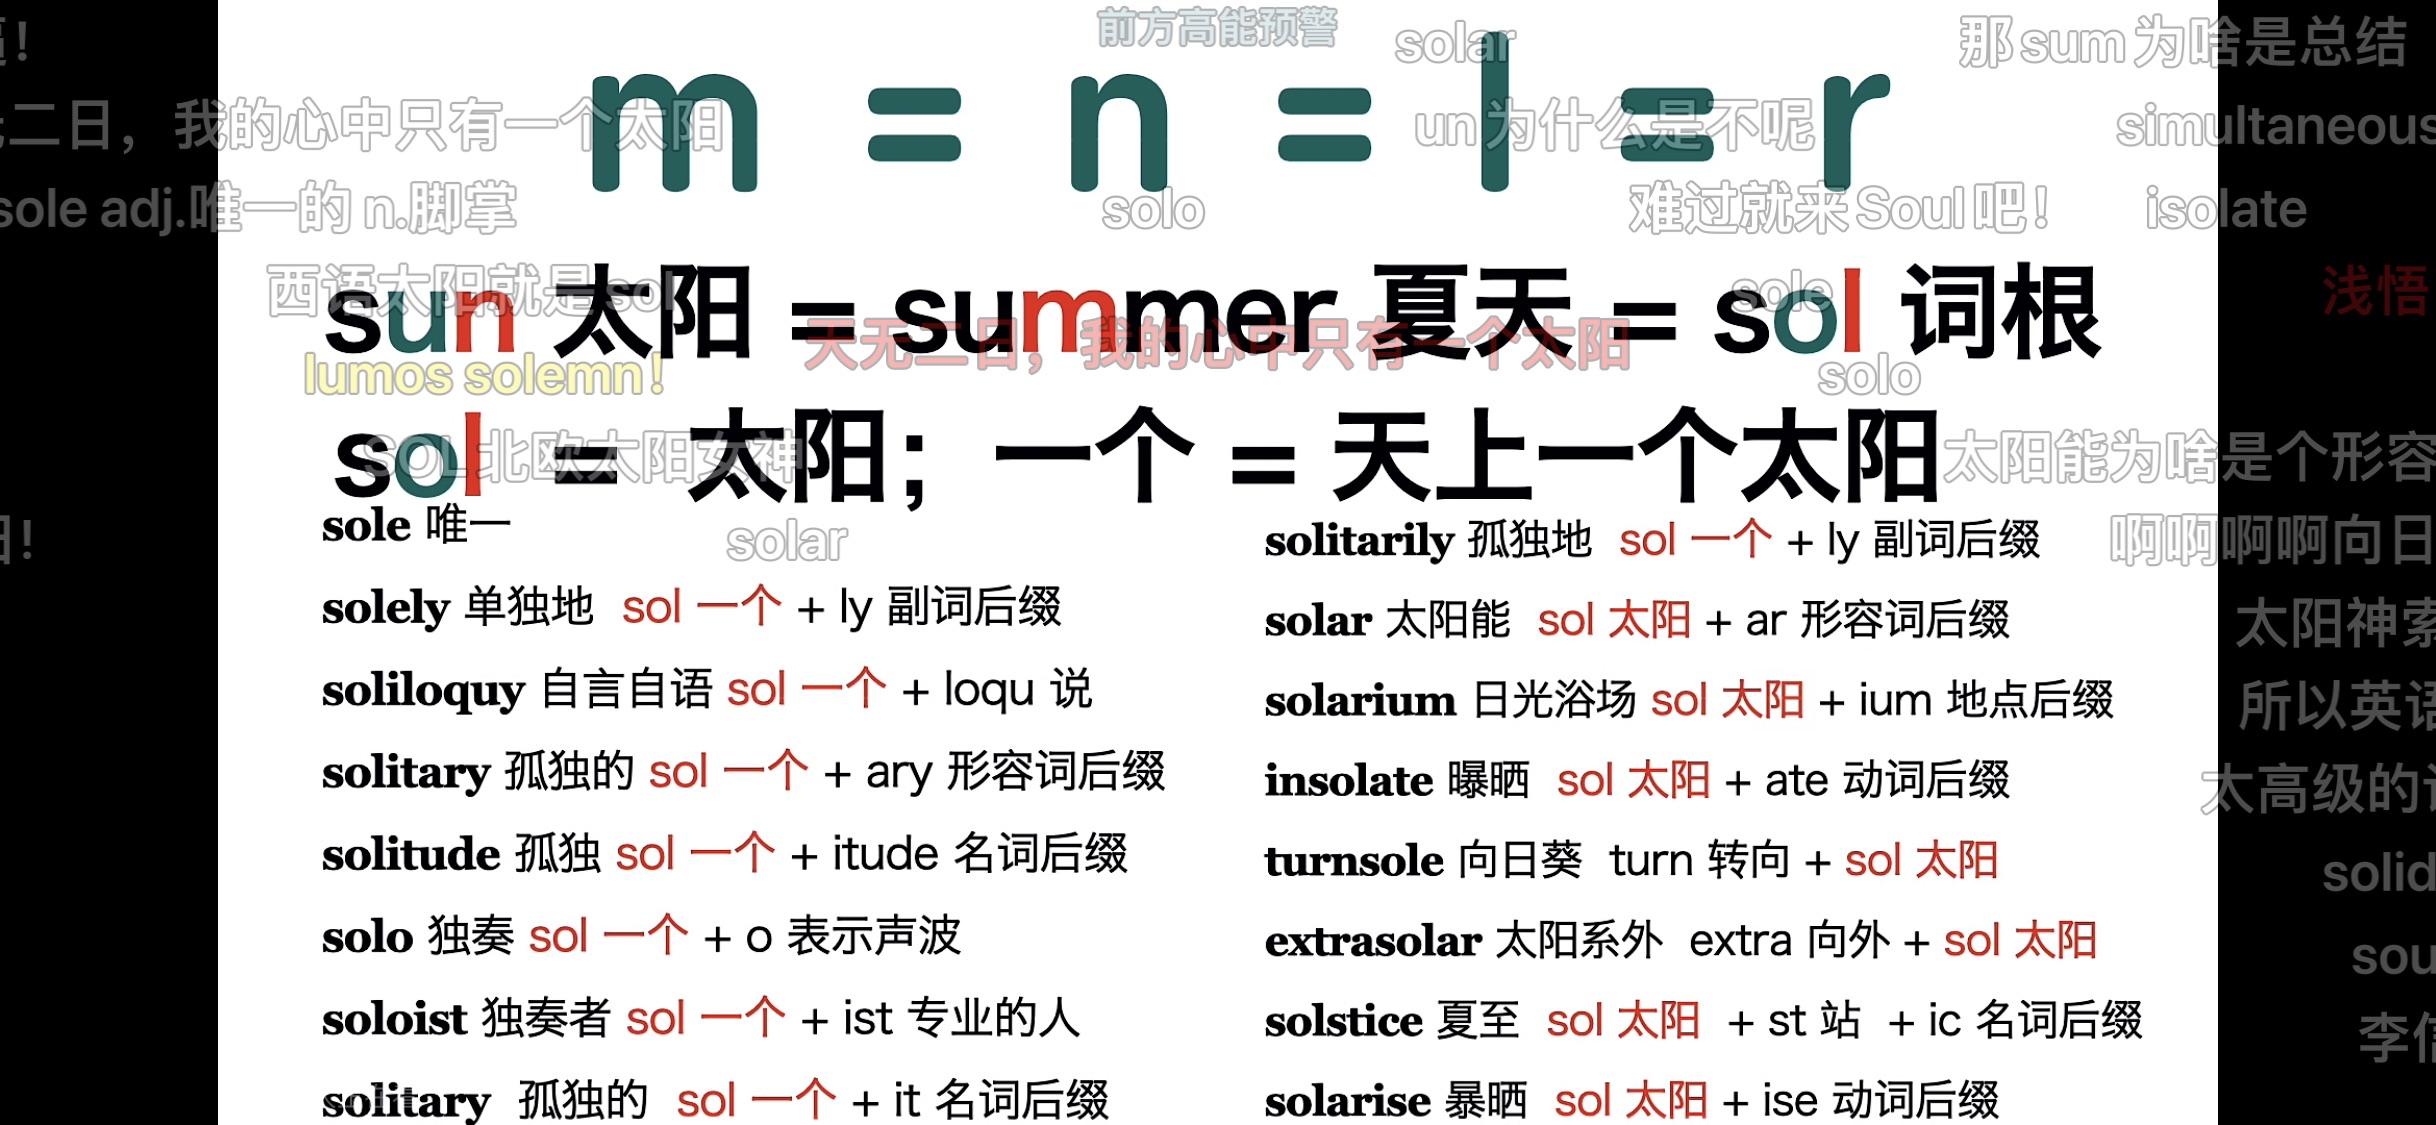 前方高能预警
solar
那sum为啥是总结
m = n = l = r
二日，我的心中只有一个太阳
un为什么是不呢
simultaneous
sole adj.唯一的 n.脚掌
solo
难过就来Soul吧！
isolate
西语太阳就是sol
sole
浅悟
sun 太阳 = summer 夏天 = sol 词根
天无二日，我的心中只有一个太阳
lumos solemn！
solo
sol = 太阳；一个 = 天上一个太阳
SOL北欧太阳女神
太阳能为啥是个形容
solar
啊啊啊啊向日
太阳神索
所以英语
太高级的
solid
sou
李信
sole 唯一
solely 单独地 sol 一个 + ly 副词后缀
soliloquy 自言自语 sol 一个 + loqu 说
solitary 孤独的 sol 一个 + ary 形容词后缀
solitude 孤独 sol 一个 + itude 名词后缀
solo 独奏 sol 一个 + o 表示声波
soloist 独奏者 sol 一个 + ist 专业的人
solitary 孤独的 sol 一个 + it 名词后缀
solitarily 孤独地 sol 一个 + ly 副词后缀
solar 太阳能 sol 太阳 + ar 形容词后缀
solarium 日光浴场 sol 太阳 + ium 地点后缀
insolate 曝晒 sol 太阳 + ate 动词后缀
turnsole 向日葵 turn 转向 + sol 太阳
extrasolar 太阳系外 extra 向外 + sol 太阳
solstice 夏至 sol 太阳 + st 站 + ic 名词后缀
solarise 暴晒 sol 太阳 + ise 动词后缀